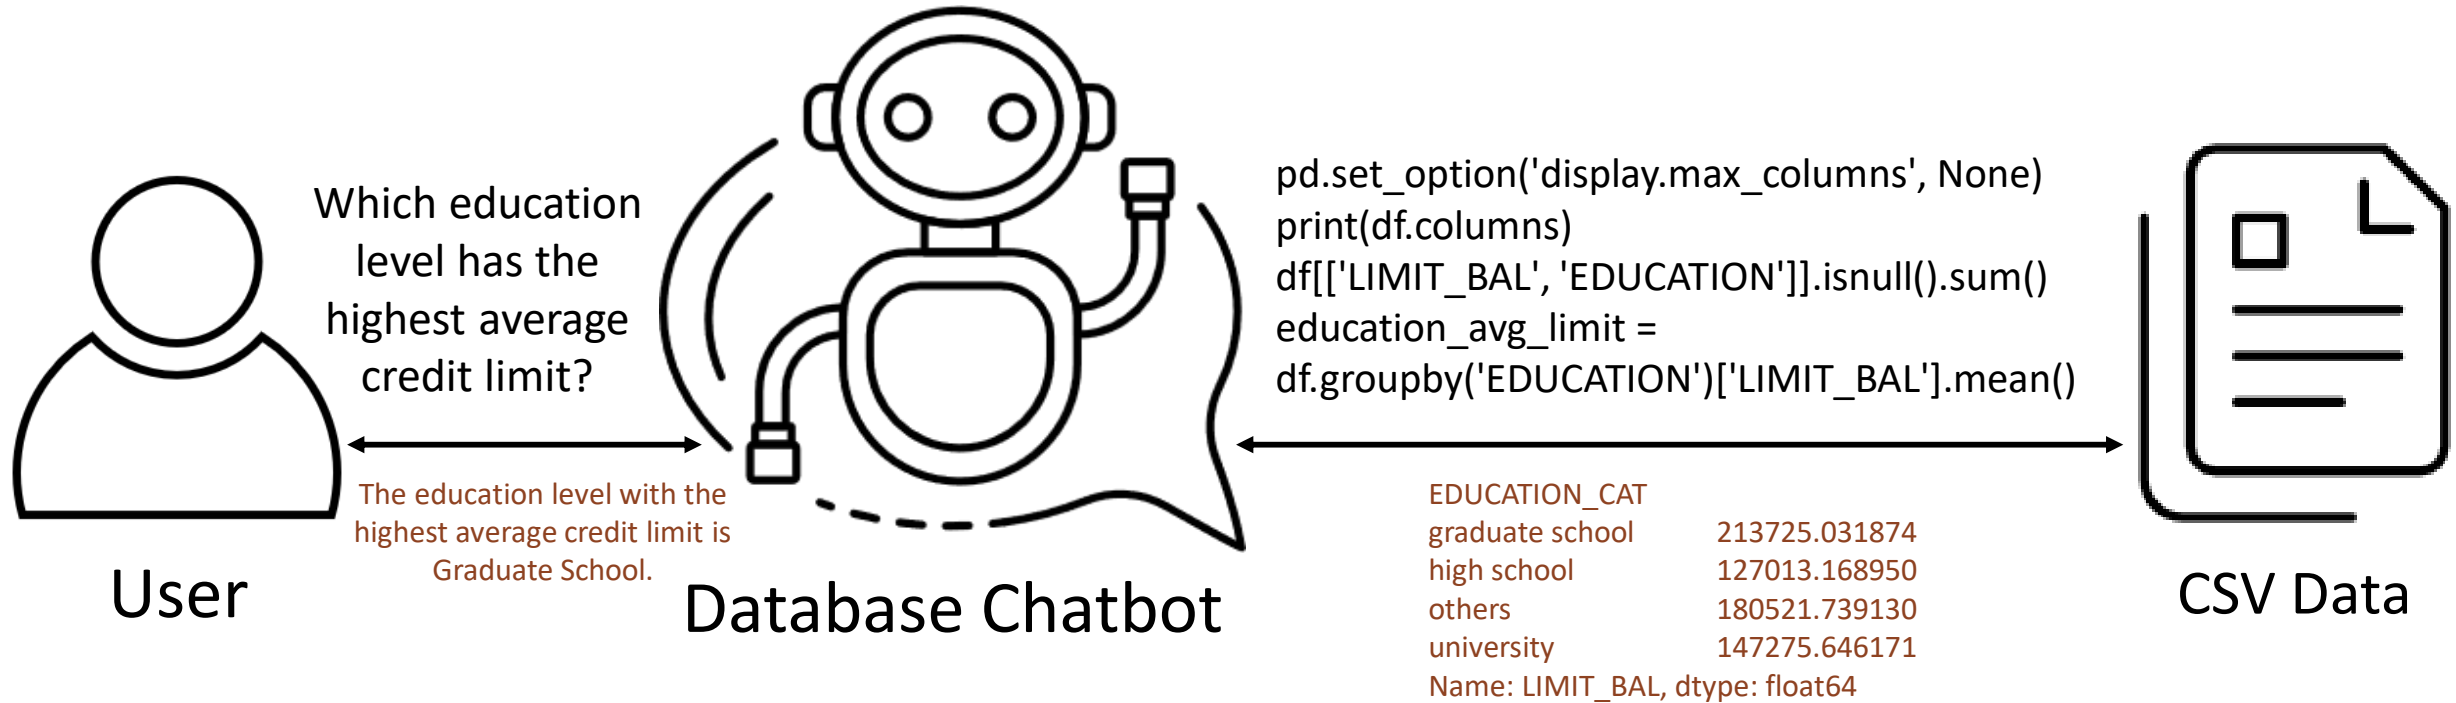 Which education
level has the
highest average
credit limit?
The education level with the
highest average credit limit is
Graduate School.
User
Database Chatbot
pd.set_option('display.max_columns', None)
print(df.columns)
df[['LIMIT_BAL', 'EDUCATION']].isnull().sum()
education_avg_limit =
df.groupby('EDUCATION')['LIMIT_BAL'].mean()
EDUCATION_CAT
graduate school 213725.031874
high school 127013.168950
others 180521.739130
university 147275.646171
Name: LIMIT_BAL, dtype: float64
CSV Data